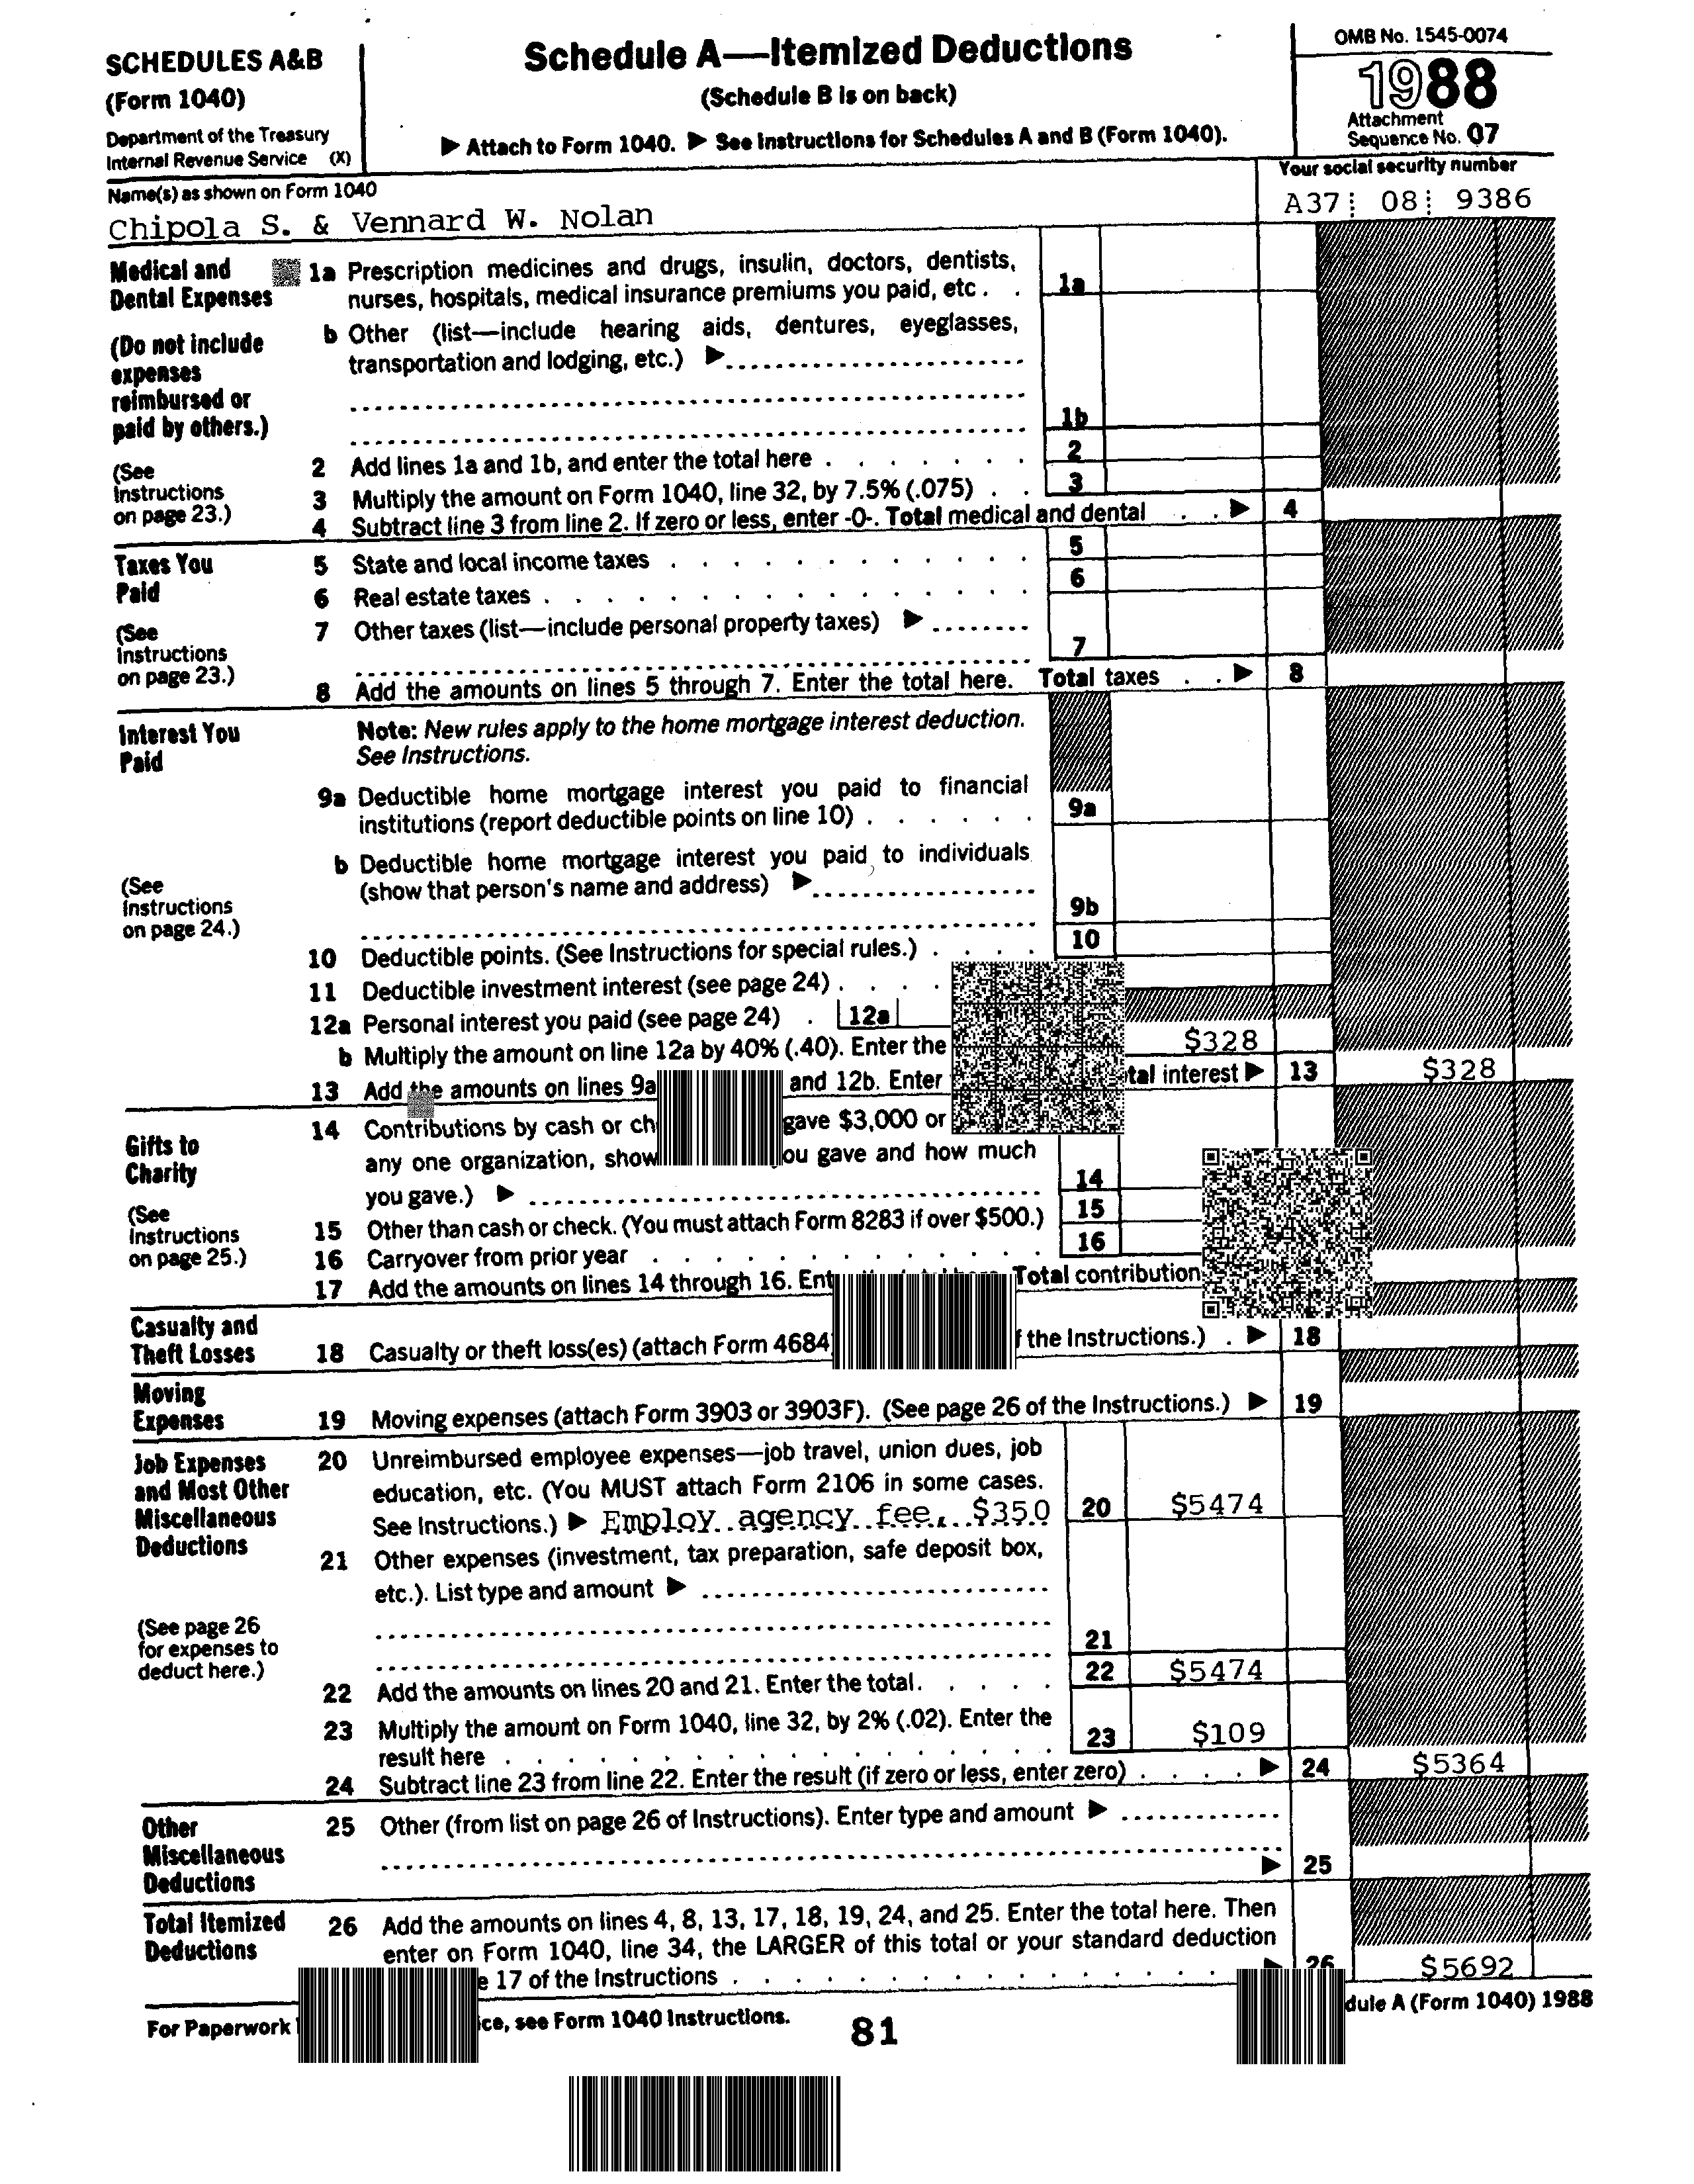 SCHEDULES A&B
(Form 1040)
Department of the Treasury
Internal Revenue Service (X)
Schedule A—Itemized Deductions
(Schedule B is on back)
▶ Attach to Form 1040. ▶ See Instructions for Schedules A and B (Form 1040).
OMB No. 1545-0074
1988
Attachment
Sequence No. 07
Name(s) as shown on Form 1040
Chipola S. & Vennard W. Nolan
Your social security number
A37 08 9386
Medical and
Dental Expenses
(Do not include
expenses
reimbursed or
paid by others.)
(See
Instructions
on page 23.)
1a Prescription medicines and drugs, insulin, doctors, dentists,
nurses, hospitals, medical insurance premiums you paid, etc . . 1a
b Other (list—include hearing aids, dentures, eyeglasses,
transportation and lodging, etc.) ▶
1b
2 Add lines 1a and 1b, and enter the total here . . . . . . . 2
3 Multiply the amount on Form 1040, line 32, by 7.5% (.075) . . 3
4 Subtract line 3 from line 2. If zero or less, enter -0-. Total medical and dental . . ▶ 4
Taxes You
Paid
(See
Instructions
on page 23.)
5 State and local income taxes . . . . . . . . . . . 5
6 Real estate taxes . . . . . . . . . . . . . . . 6
7 Other taxes (list—include personal property taxes) ▶
7
8 Add the amounts on lines 5 through 7. Enter the total here. Total taxes . . ▶ 8
Interest You
Paid
(See
Instructions
on page 24.)
Note: New rules apply to the home mortgage interest deduction.
See Instructions.
9a Deductible home mortgage interest you paid to financial
institutions (report deductible points on line 10) . . . . . . 9a
b Deductible home mortgage interest you paid to individuals
(show that person's name and address) ▶
9b
10 Deductible points. (See Instructions for special rules.) . . . . 10
11 Deductible investment interest (see page 24) . . . .
12a Personal interest you paid (see page 24) . 12a
b Multiply the amount on line 12a by 40% (.40). Enter the $328
13 Add the amounts on lines 9a and 12b. Enter tal interest ▶ 13 $328
Gifts to
Charity
(See
Instructions
on page 25.)
14 Contributions by cash or ch gave $3,000 or
any one organization, show ou gave and how much
you gave.) ▶ 14
15 Other than cash or check. (You must attach Form 8283 if over $500.) 15
16 Carryover from prior year . . . . . . . . . . . . 16
17 Add the amounts on lines 14 through 16. Ent Total contribution
Casualty and
Theft Losses
18 Casualty or theft loss(es) (attach Form 4684 f the Instructions.) . ▶ 18
Moving
Expenses
19 Moving expenses (attach Form 3903 or 3903F). (See page 26 of the Instructions.) ▶ 19
Job Expenses
and Most Other
Miscellaneous
Deductions
(See page 26
for expenses to
deduct here.)
20 Unreimbursed employee expenses—job travel, union dues, job
education, etc. (You MUST attach Form 2106 in some cases.
See Instructions.) ▶ Employ agency fee, $350 20 $5474
21 Other expenses (investment, tax preparation, safe deposit box,
etc.). List type and amount ▶
21
22 Add the amounts on lines 20 and 21. Enter the total. . . . . 22 $5474
23 Multiply the amount on Form 1040, line 32, by 2% (.02). Enter the
result here . . . . . . . . . . . . . . . . . 23 $109
24 Subtract line 23 from line 22. Enter the result (if zero or less, enter zero) . . . . ▶ 24 $5364
Other
Miscellaneous
Deductions
25 Other (from list on page 26 of Instructions). Enter type and amount ▶
▶ 25
Total Itemized
Deductions
26 Add the amounts on lines 4, 8, 13, 17, 18, 19, 24, and 25. Enter the total here. Then
enter on Form 1040, line 34, the LARGER of this total or your standard deduction
e 17 of the Instructions . . . . . . . . . . . . . . ▶ 26 $5692
For Paperwork ice, see Form 1040 Instructions.
81
dule A (Form 1040) 1988